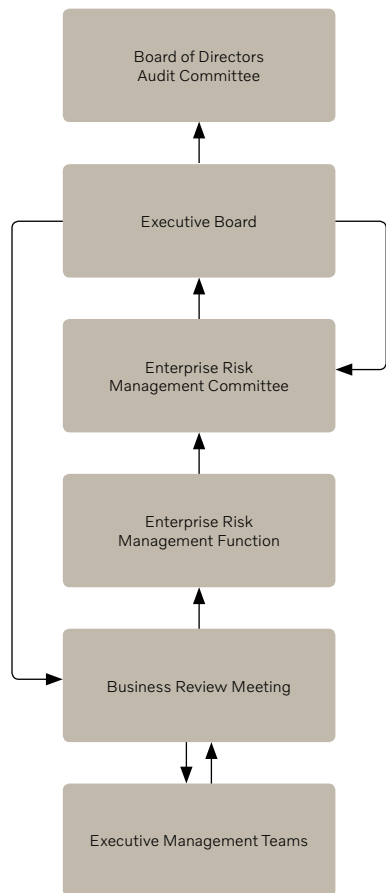 Board of Directors
Audit Committee
Executive Board
Enterprise Risk
Management Committee
Enterprise Risk
Management Function
Business Review Meeting
Executive Management Teams